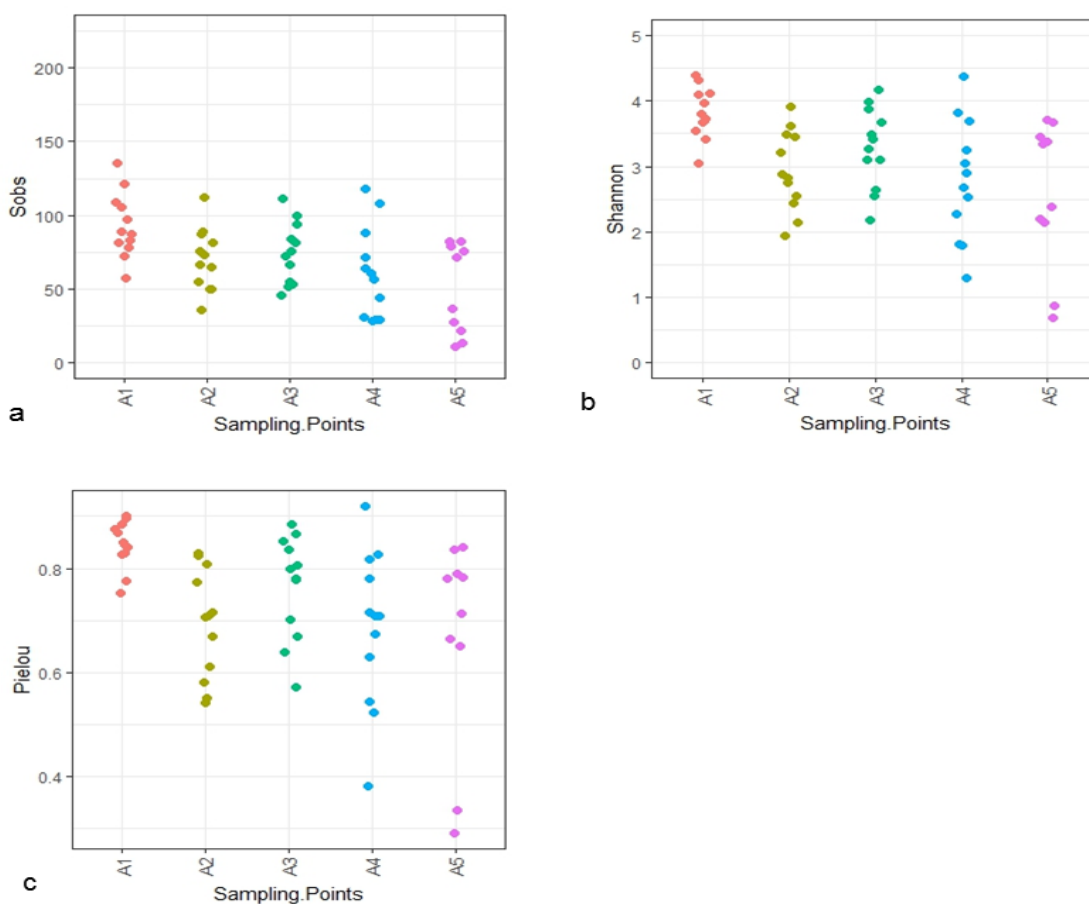 200
150
100
50
0
Sobs
A1 A2 A3 A4 A5
Sampling.Points
a
5
4
3
2
1
0
Shannon
A1 A2 A3 A4 A5
Sampling.Points
b
0.8
0.6
0.4
Pielou
A1 A2 A3 A4 A5
Sampling.Points
c